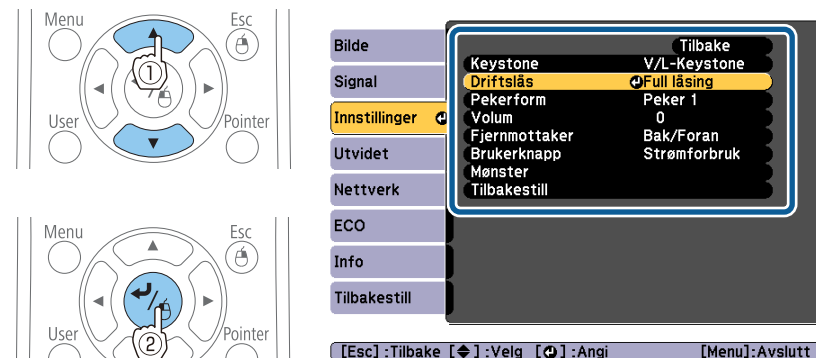 Menu
Esc
1
User
Pointer
Menu
Esc
User
Pointer
2
Bilde
Signal
Innstillinger
Utvidet
Nettverk
ECO
Info
Tilbakestill
Tilbake
Keystone V/L-Keystone
Driftslås Full låsing
Pekerform Peker 1
Volum 0
Fjernmottaker Bak/Foran
Brukerknapp Strømforbruk
Mønster
Tilbakestill
[Esc] :Tilbake [◆] :Velg [↵] :Angi [Menu]:Avslutt